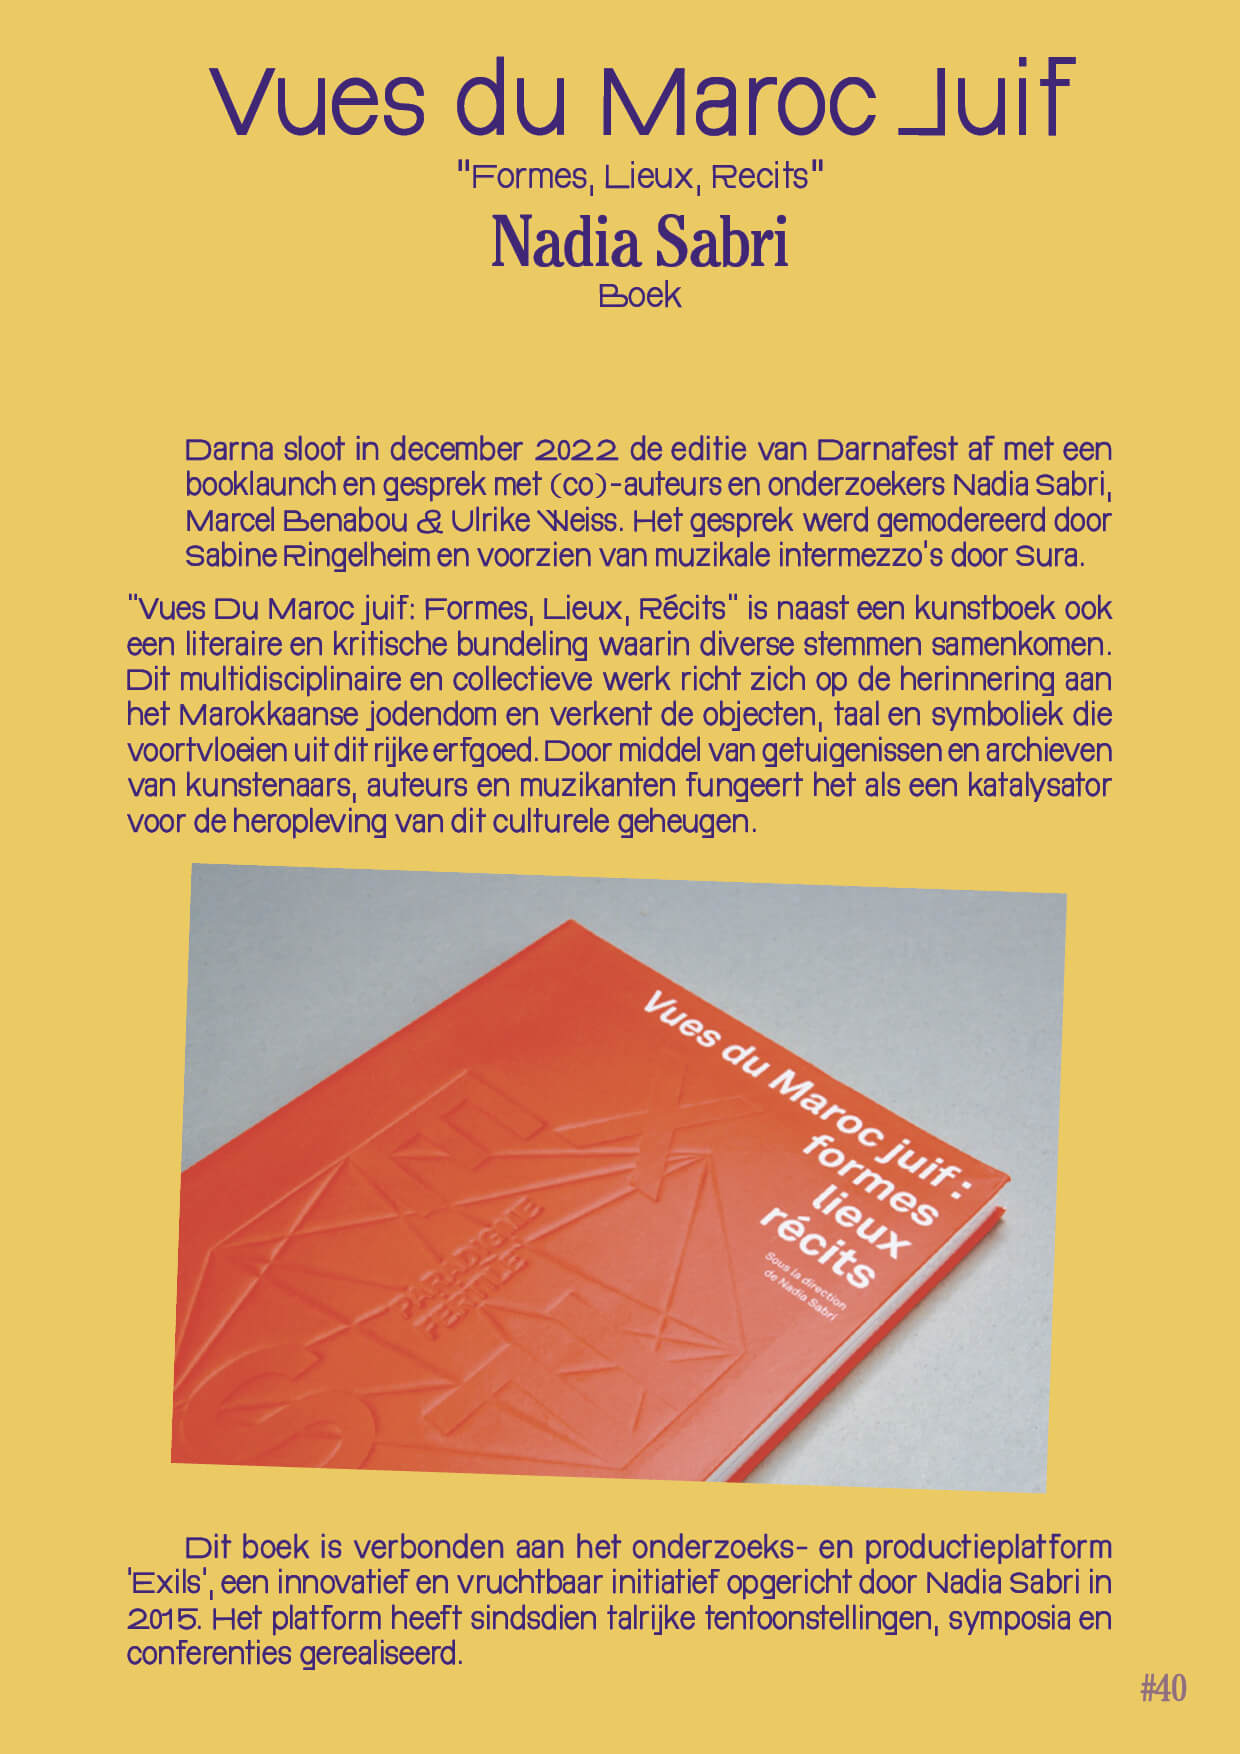 Vues du Maroc Juif
"Formes, Lieux, Recits"
Nadia Sabri
Boek
Darna sloot in december 2022 de editie van Darnafest af met een
booklaunch en gesprek met (co)-auteurs en onderzoekers Nadia Sabri,
Marcel Benabou & Ulrike Weiss. Het gesprek werd gemodereerd door
Sabine Ringelheim en voorzien van muzikale intermezzo's door Sura.
"Vues Du Maroc juif: Formes, Lieux, Récits" is naast een kunstboek ook
een literaire en kritische bundeling waarin diverse stemmen samenkomen.
Dit multidisciplinaire en collectieve werk richt zich op de herinnering aan
het Marokkaanse jodendom en verkent de objecten, taal en symboliek die
voortvloeien uit dit rijke erfgoed. Door middel van getuigenissen en archieven
van kunstenaars, auteurs en muzikanten fungeert het als een katalysator
voor de heropleving van dit culturele geheugen.
Vues du Maroc juif :
formes
lieux
récits
Sous la direction
de Nadia Sabri
PARADIGME
Dit boek is verbonden aan het onderzoeks- en productieplatform
'Exils', een innovatief en vruchtbaar initiatief opgericht door Nadia Sabri in
2015. Het platform heeft sindsdien talrijke tentoonstellingen, symposia en
conferenties gerealiseerd.
#40